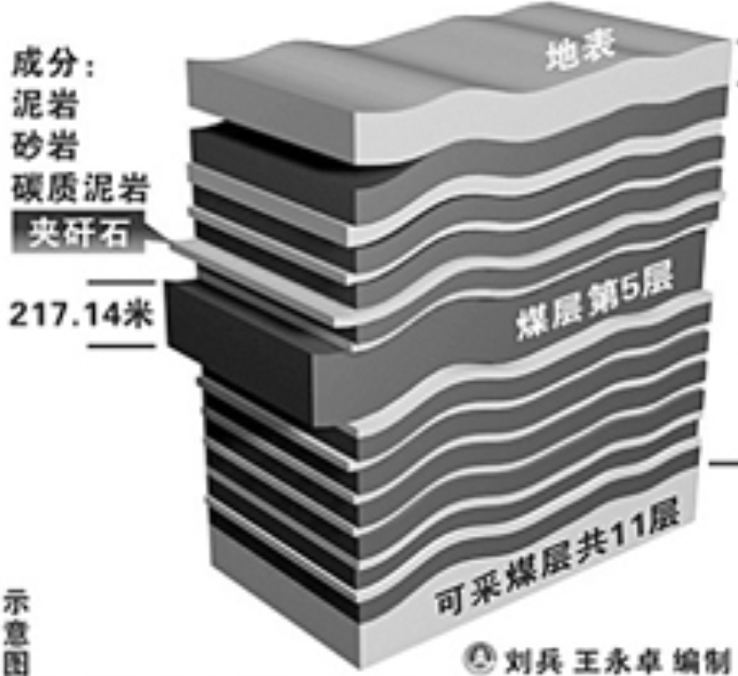 成分：
泥岩
砂岩
碳质泥岩
夹矸石
217.14米
地表
煤层第5层
可采煤层共11层
示意图
刘兵 王永卓 编制